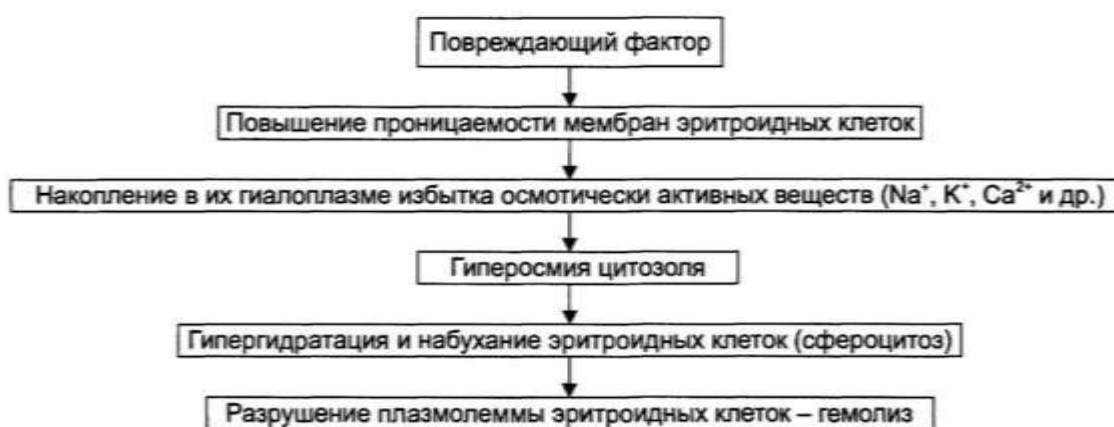 Повреждающий фактор
Повышение проницаемости мембран эритроидных клеток
Накопление в их гиалоплазме избытка осмотически активных веществ (Na⁺, K⁺, Ca²⁺ и др.)
Гиперосмия цитозоля
Гипергидратация и набухание эритроидных клеток (сфероцитоз)
Разрушение плазмолеммы эритроидных клеток – гемолиз